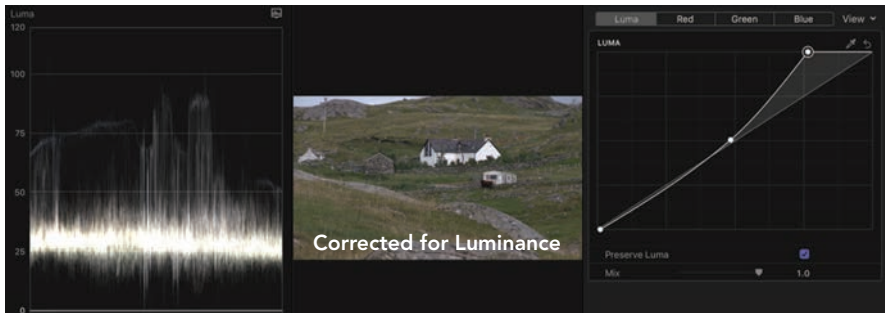 Luma
120
100
75
50
25
0
Corrected for Luminance
Luma Red Green Blue View
LUMA
Preserve Luma
Mix 1.0